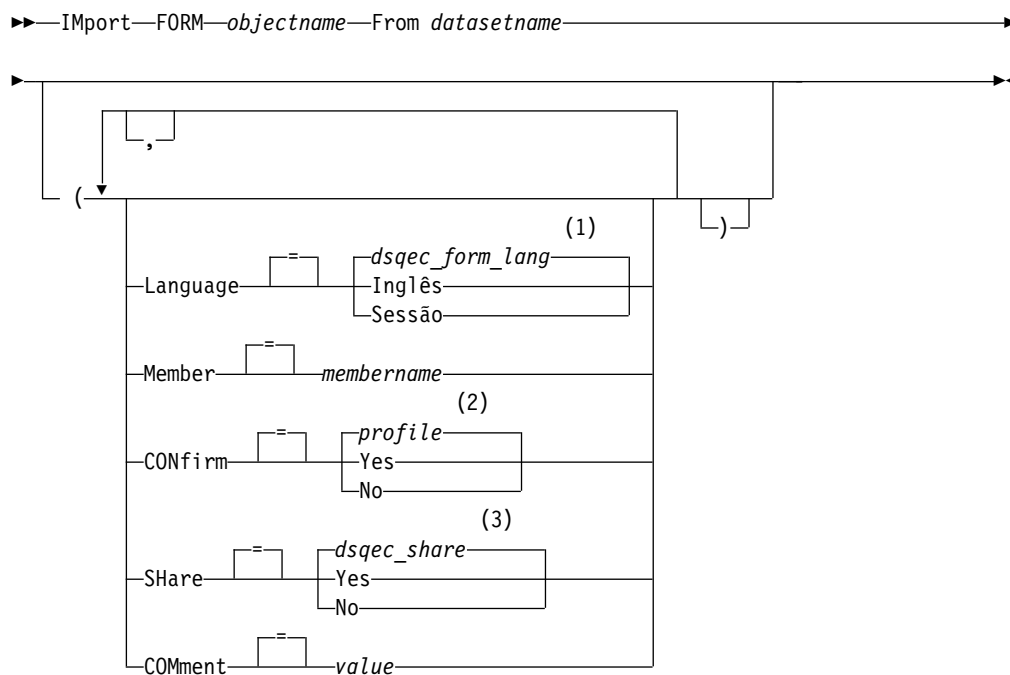 IMport FORM objectname From datasetname
,
(
)
(1)
= dsqec_form_lang
Language Inglês
Sessão
=
Member membername
(2)
= profile
CONfirm Yes
No
(3)
= dsqec_share
SHare Yes
No
=
COMment value